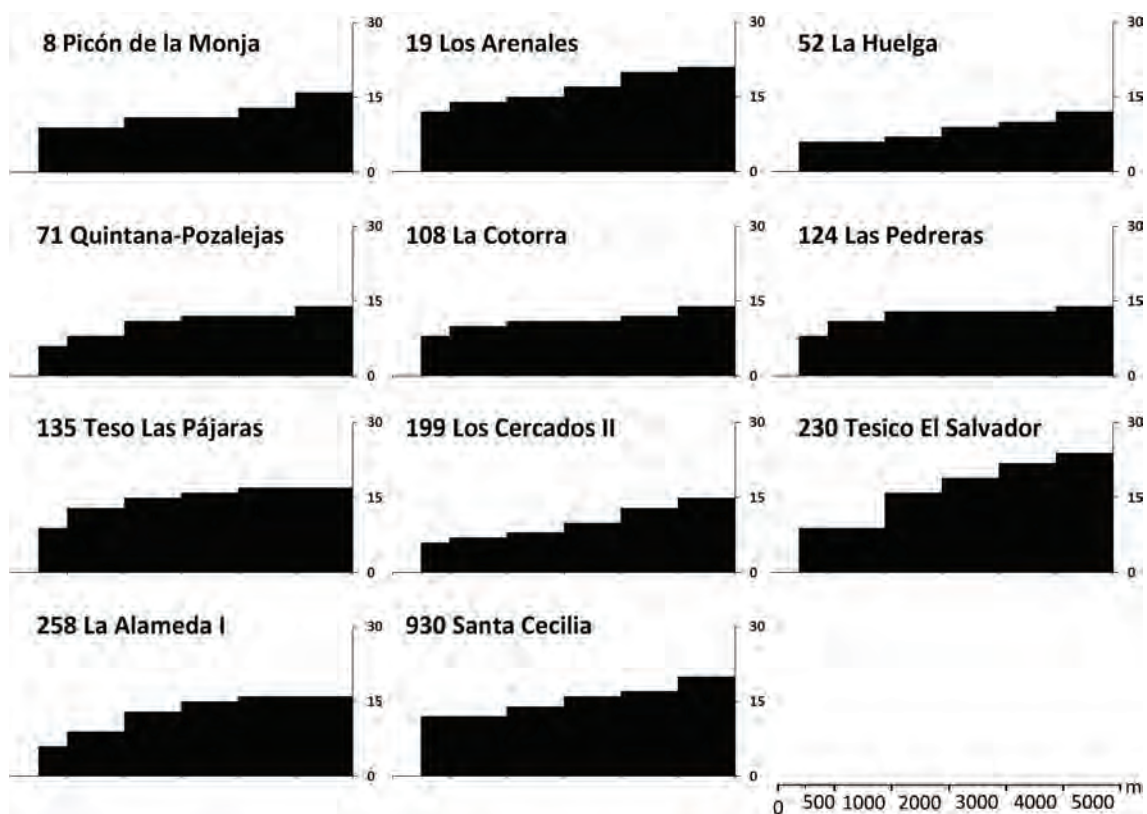 8 Picón de la Monja
30
15
0
19 Los Arenales
30
15
0
52 La Huelga
30
15
0
71 Quintana-Pozalejas
30
15
0
108 La Cotorra
30
15
0
124 Las Pedreras
30
15
0
135 Teso Las Pájaras
30
15
0
199 Los Cercados II
30
15
0
230 Tesico El Salvador
30
15
0
258 La Alameda I
30
15
0
930 Santa Cecilia
30
15
0
0 500 1000 2000 3000 4000 5000 m